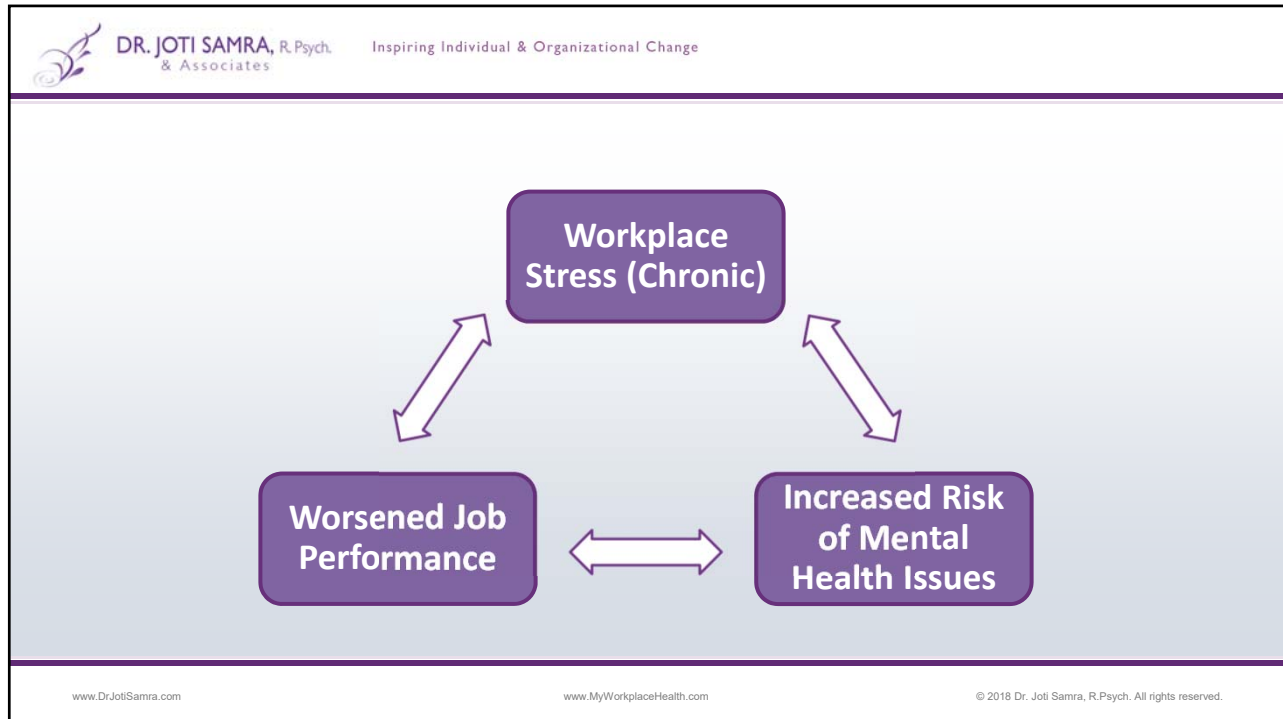 DR. JOTI SAMRA, R.Psych.
& Associates
Inspiring Individual & Organizational Change
Workplace
Stress (Chronic)
Worsened Job
Performance
Increased Risk
of Mental
Health Issues
www.DrJotiSamra.com
www.MyWorkplaceHealth.com
© 2018 Dr. Joti Samra, R.Psych. All rights reserved.